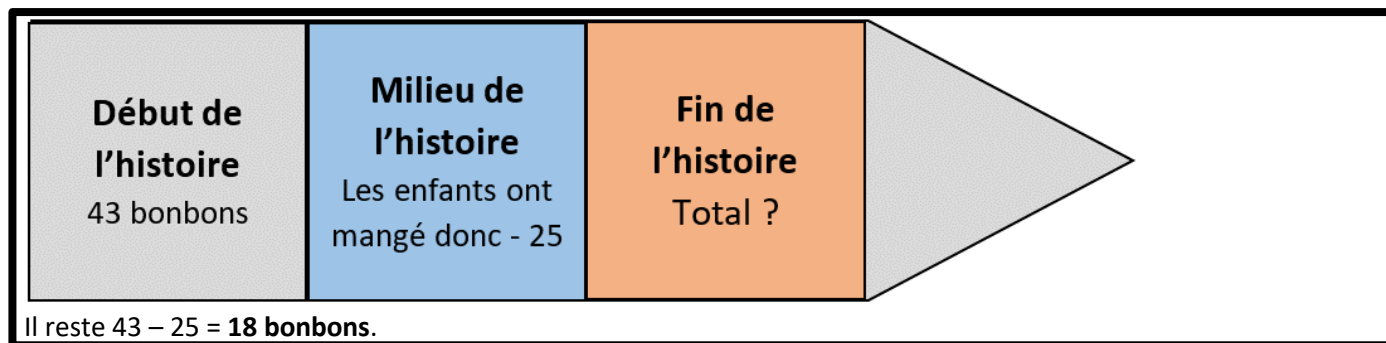 Début de
l'histoire
43 bonbons
Milieu de
l'histoire
Les enfants ont
mangé donc - 25
Fin de
l'histoire
Total ?
Il reste 43 – 25 = 18 bonbons.